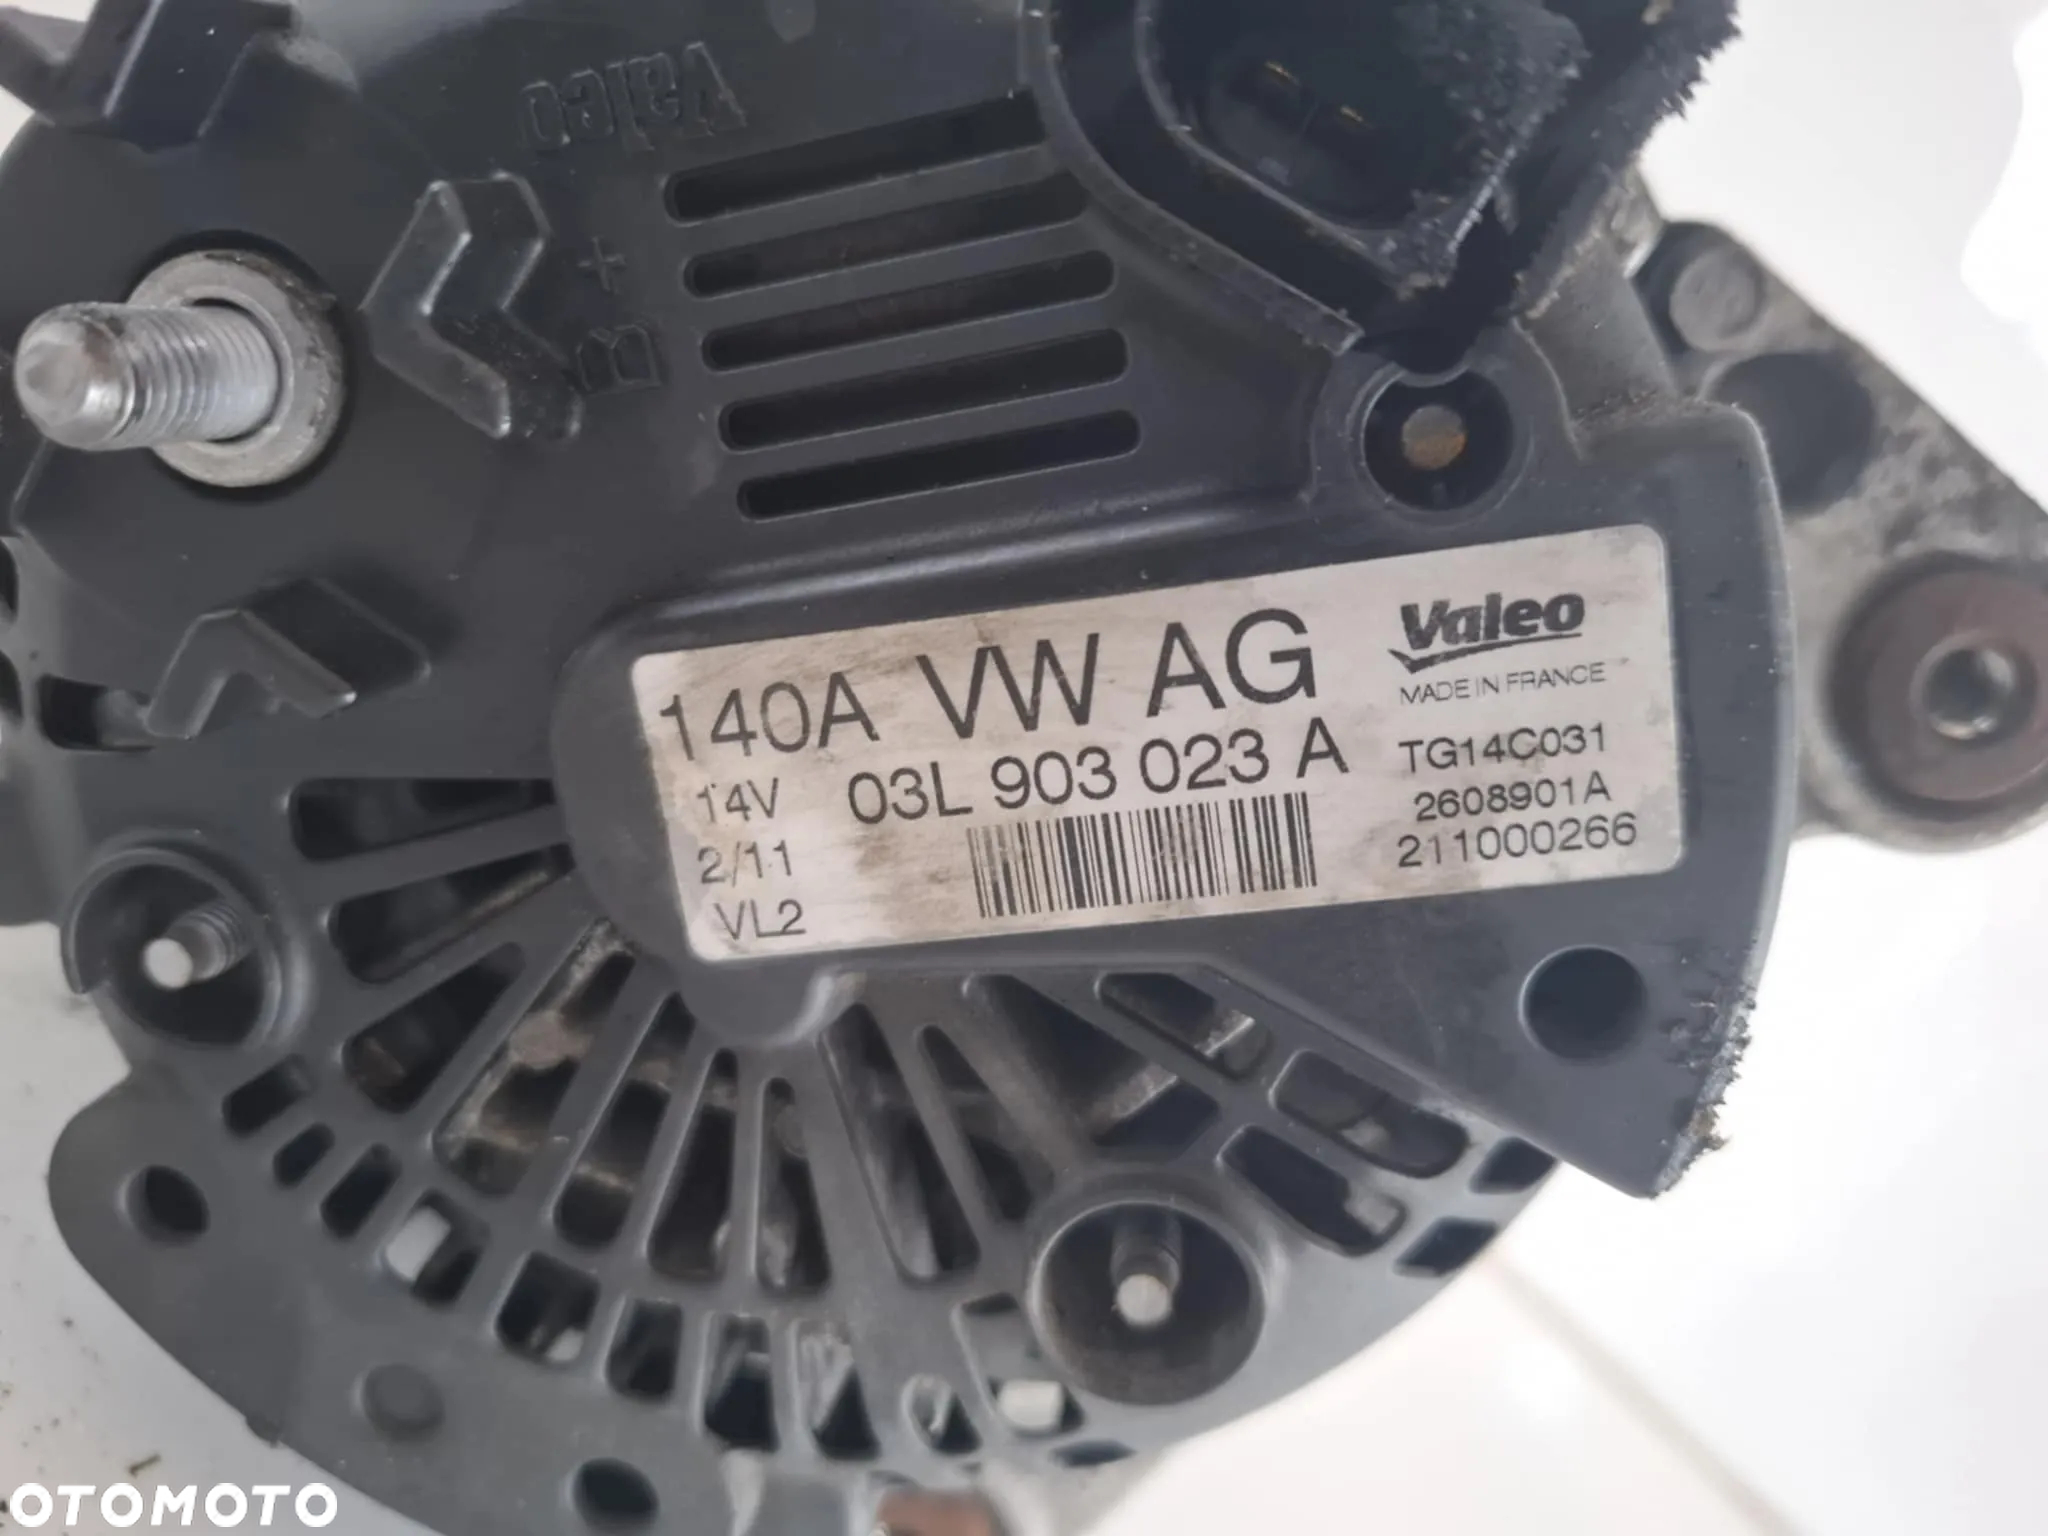 Valeo
B+
140A VW AG
Valeo
MADE IN FRANCE
14V 03L 903 023 A
TG14C031
2/11
2608901A
VL2
211000266
OTOMOTO